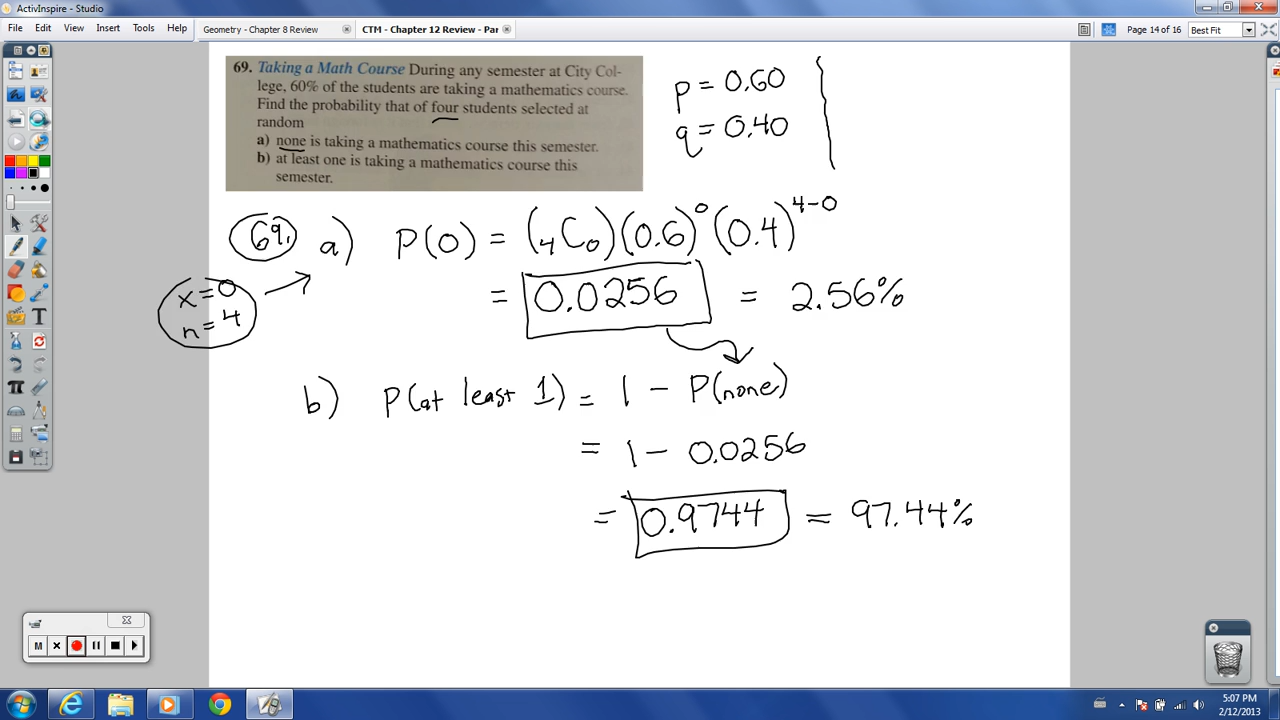 ActivInspire - Studio
File Edit View Insert Tools Help
Geometry - Chapter 8 Review
CTM - Chapter 12 Review - Par
Page 14 of 16
Best Fit
69. Taking a Math Course During any semester at City Col-
lege, 60% of the students are taking a mathematics course.
Find the probability that of four students selected at
random
a) none is taking a mathematics course this semester.
b) at least one is taking a mathematics course this
semester.
p = 0.60
q = 0.40
69. a) P(0) = (₄C₀)(0.6)⁰(0.4)⁴⁻⁰
x = 0
n = 4
= 0.0256 = 2.56%
b) P(at least 1) = 1 - P(none)
= 1 - 0.0256
= 0.9744 = 97.44%
M
5:07 PM
2/12/2013